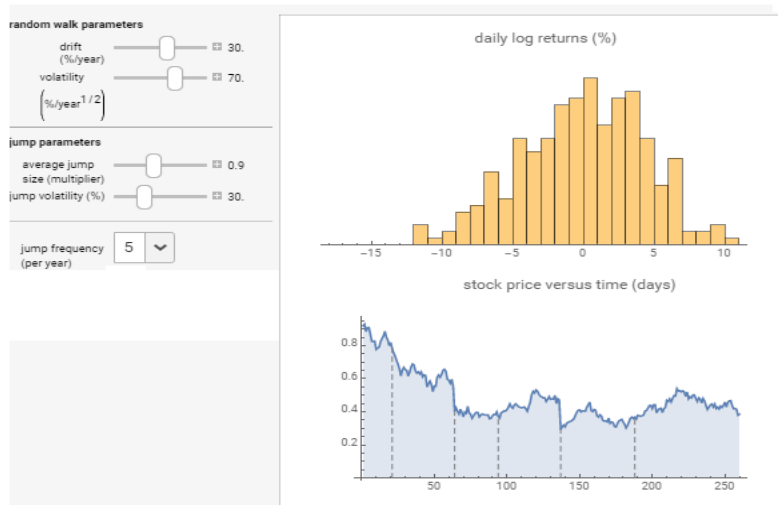 random walk parameters
drift
(%/year)
30.
volatility
70.
(%/year1/2)
jump parameters
average jump
size (multiplier)
0.9
jump volatility (%)
30.
jump frequency
(per year)
5
daily log returns (%)
−15 −10 −5 0 5 10
stock price versus time (days)
0.8
0.6
0.4
0.2
50 100 150 200 250